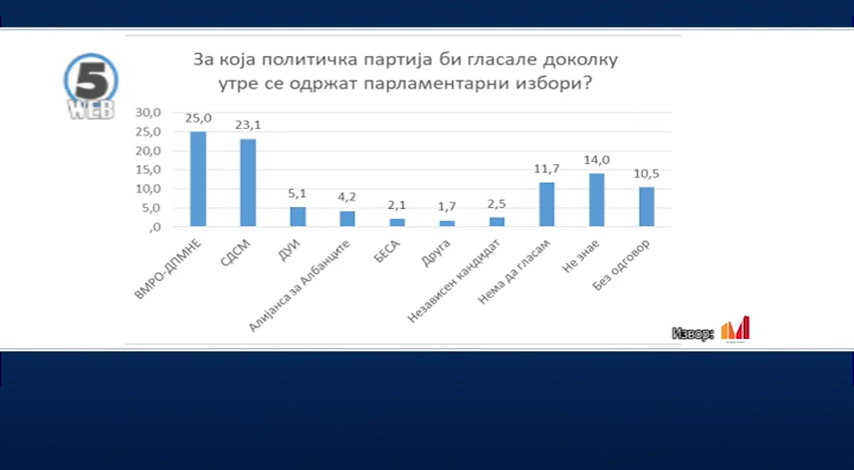 За која политичка партија би гласале доколку
утре се одржат парламентарни избори?
5
WEB
30,0
25,0
20,0
15,0
10,0
5,0
,0
25,0
23,1
5,1
4,2
2,1
1,7
2,5
11,7
14,0
10,5
ВМРО-ДПМНЕ
СДСМ
ДУИ
Алијанса за Албанците
БЕСА
Друга
Независен кандидат
Нема да гласам
Не знае
Без одговор
Извор: